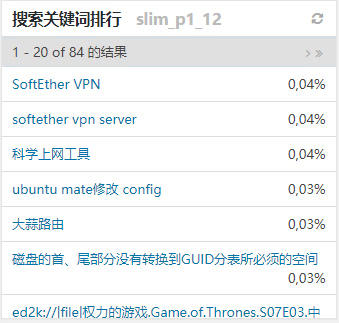 搜索关键词排行 slim_p1_12
1 - 20 of 84 的结果 › »
SoftEther VPN 0,04%
softether vpn server 0,04%
科学上网工具 0,04%
ubuntu mate修改 config 0,03%
大蒜路由 0,03%
磁盘的首、尾部分没有转换到GUID分表所必须的空间
0,03%
ed2k://|file|权力的游戏.Game.of.Thrones.S07E03.中